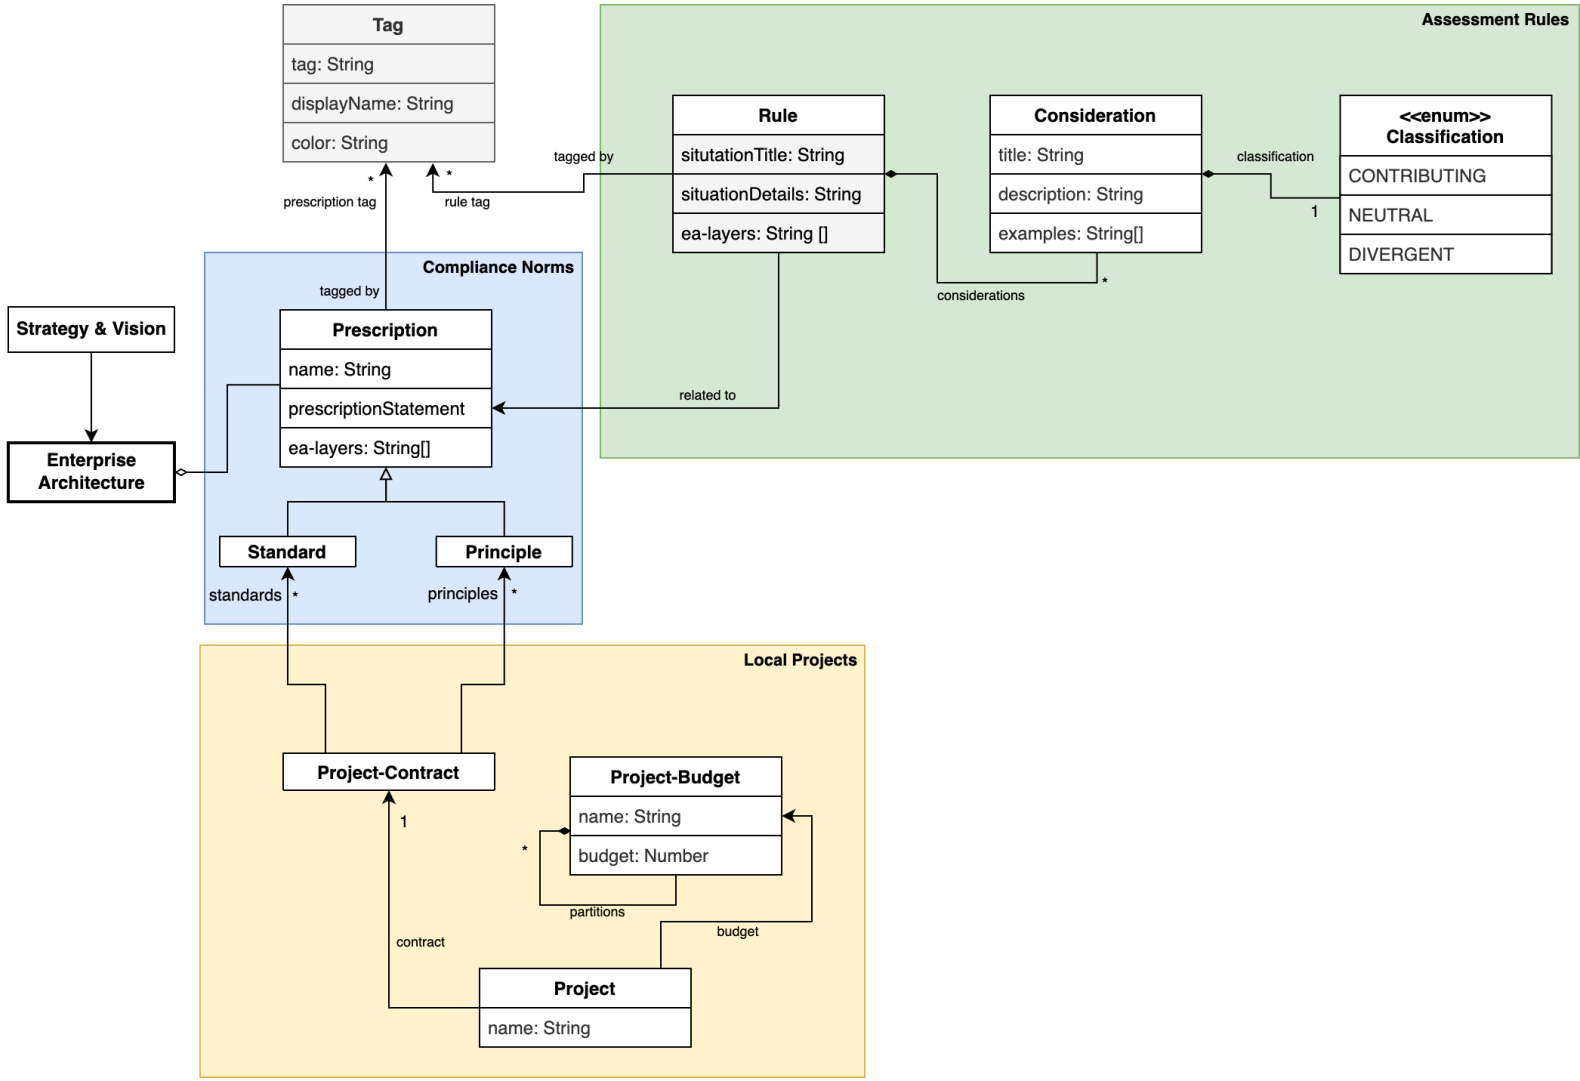 Tag
tag: String
displayName: String
color: String
*
*
prescription tag
rule tag
tagged by
Assessment Rules
Rule
situtationTitle: String
situationDetails: String
ea-layers: String []
Consideration
title: String
description: String
examples: String[]
classification
1
<<enum>>
Classification
CONTRIBUTING
NEUTRAL
DIVERGENT
considerations
*
related to
Compliance Norms
tagged by
Prescription
name: String
prescriptionStatement
ea-layers: String[]
Strategy & Vision
Enterprise
Architecture
Standard
Principle
standards
*
principles
*
Local Projects
Project-Contract
1
Project-Budget
name: String
budget: Number
*
partitions
budget
contract
Project
name: String